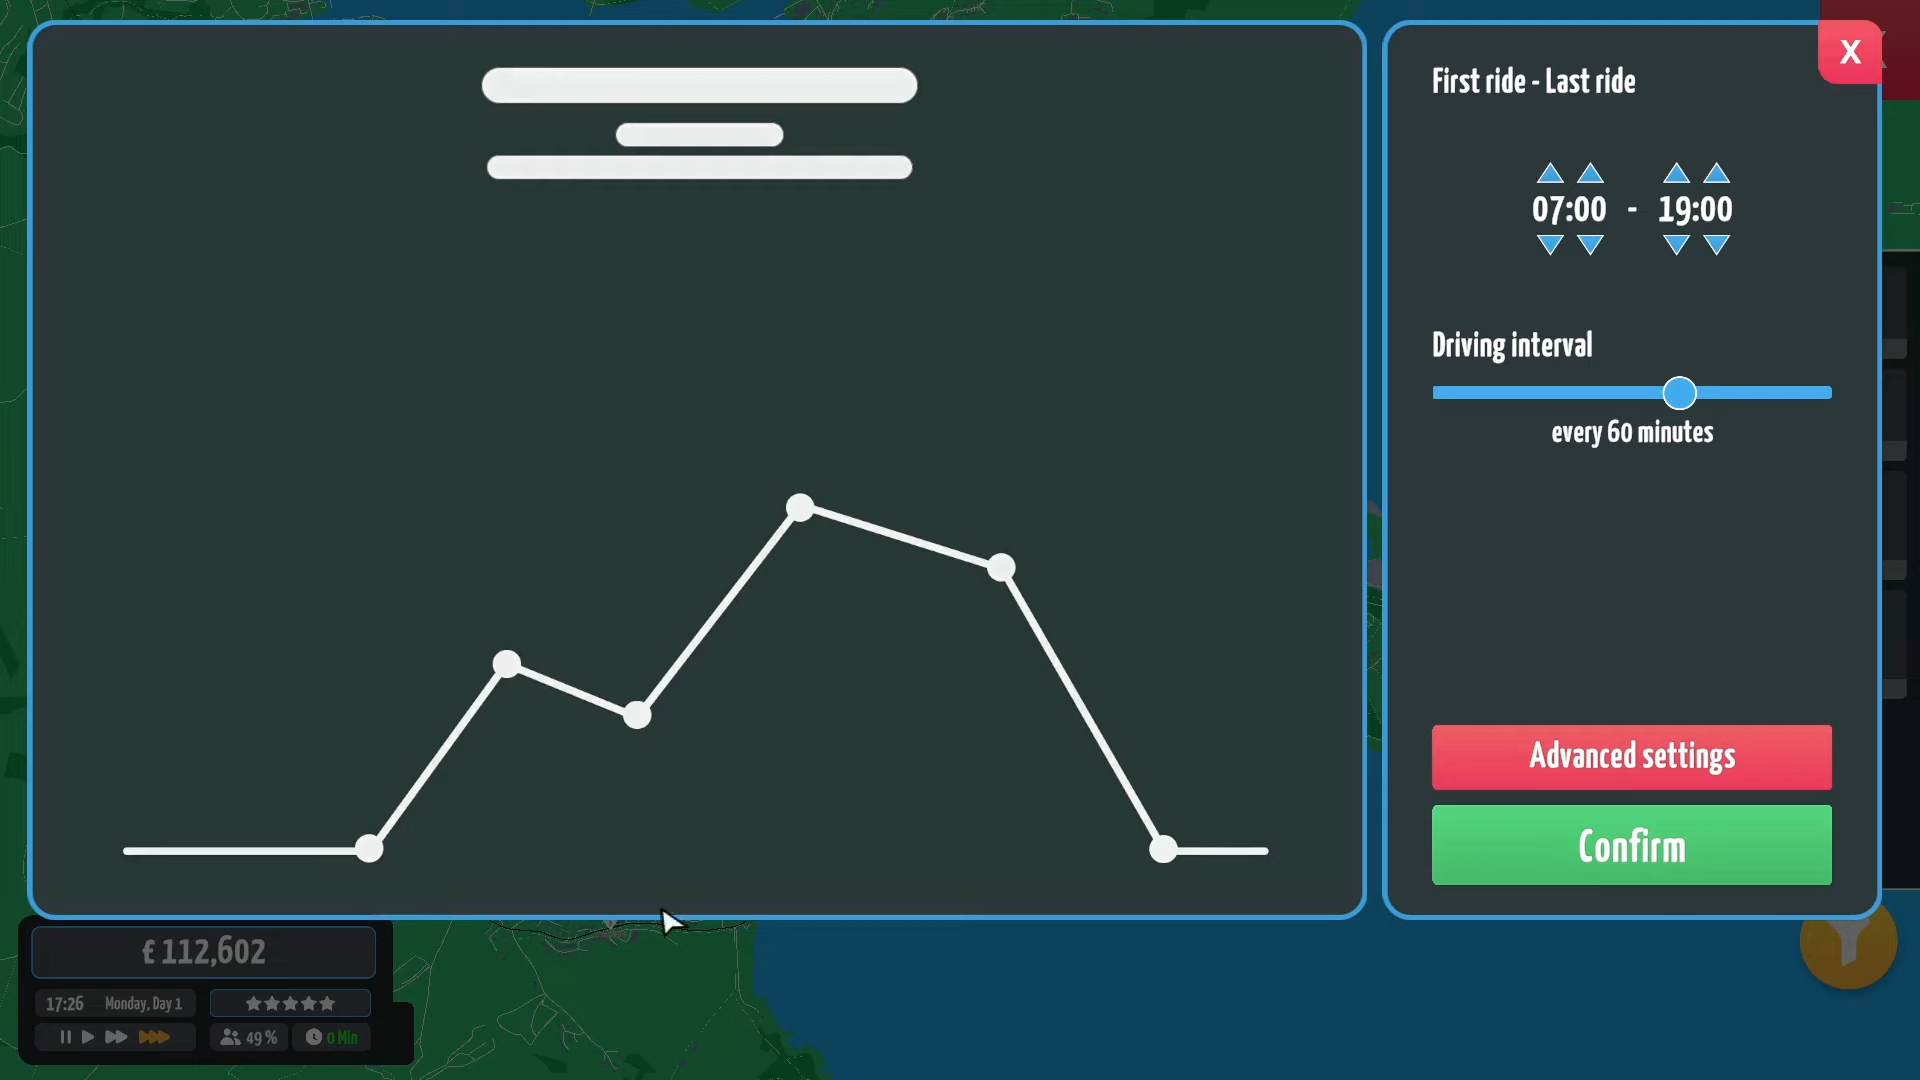 X
First ride - Last ride
07:00 - 19:00
Driving interval
every 60 minutes
Advanced settings
Confirm
£ 112,602
17:26 Monday, Day 1
49 % 0 Min